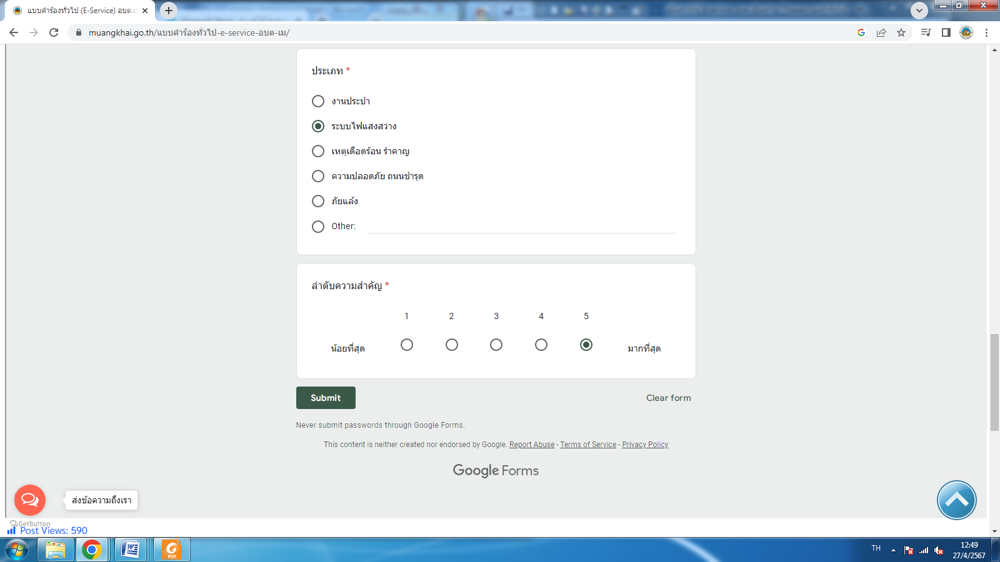 แบบคำร้องทั่วไป (E-Service) อบต.เม
muangkhai.go.th/แบบคำร้องทั่วไป-e-service-อบต-เม/
ประเภท *
งานประปา
ระบบไฟแสงสว่าง
เหตุเดือดร้อน รำคาญ
ความปลอดภัย ถนนชำรุด
ภัยแล้ง
Other:
ลำดับความสำคัญ *
1 2 3 4 5
น้อยที่สุด มากที่สุด
Submit Clear form
Never submit passwords through Google Forms.
This content is neither created nor endorsed by Google. Report Abuse - Terms of Service - Privacy Policy
Google Forms
ส่งข้อความถึงเรา
GetButton
Post Views: 590
TH
12:49
27/4/2567
W
PDF